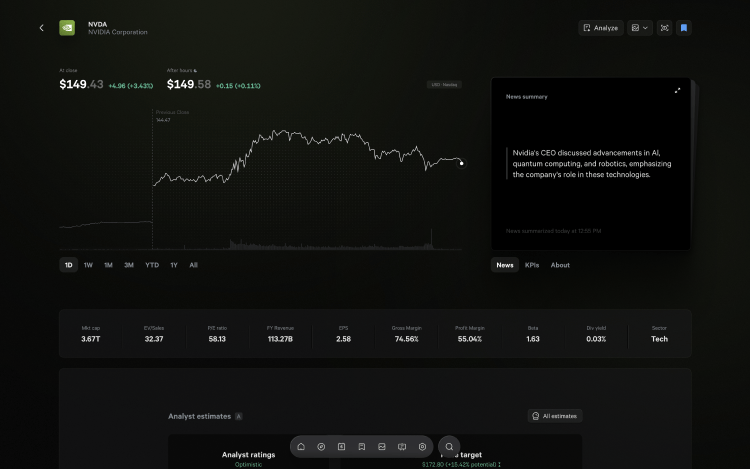 NVDA
NVIDIA Corporation
Analyze
At close
$149.43 +4.96 (+3.43%)
After hours
$149.58 +0.15 (+0.11%)
USD · Nasdaq
Previous Close
144.47
1D 1W 1M 3M YTD 1Y All
News summary
Nvidia's CEO discussed advancements in AI,
quantum computing, and robotics, emphasizing
the company's role in these technologies.
News summarized today at 12:05 PM
News KPIs About
Mkt cap EV/Sales P/E ratio FY Revenue EPS Gross Margin Profit Margin Beta Div yield Sector
3.67T 32.37 58.13 113.27B 2.58 74.56% 55.04% 1.63 0.03% Tech
Analyst estimates A
All estimates
Analyst ratings
Optimistic
target
$172.80 (+15.42% potential)